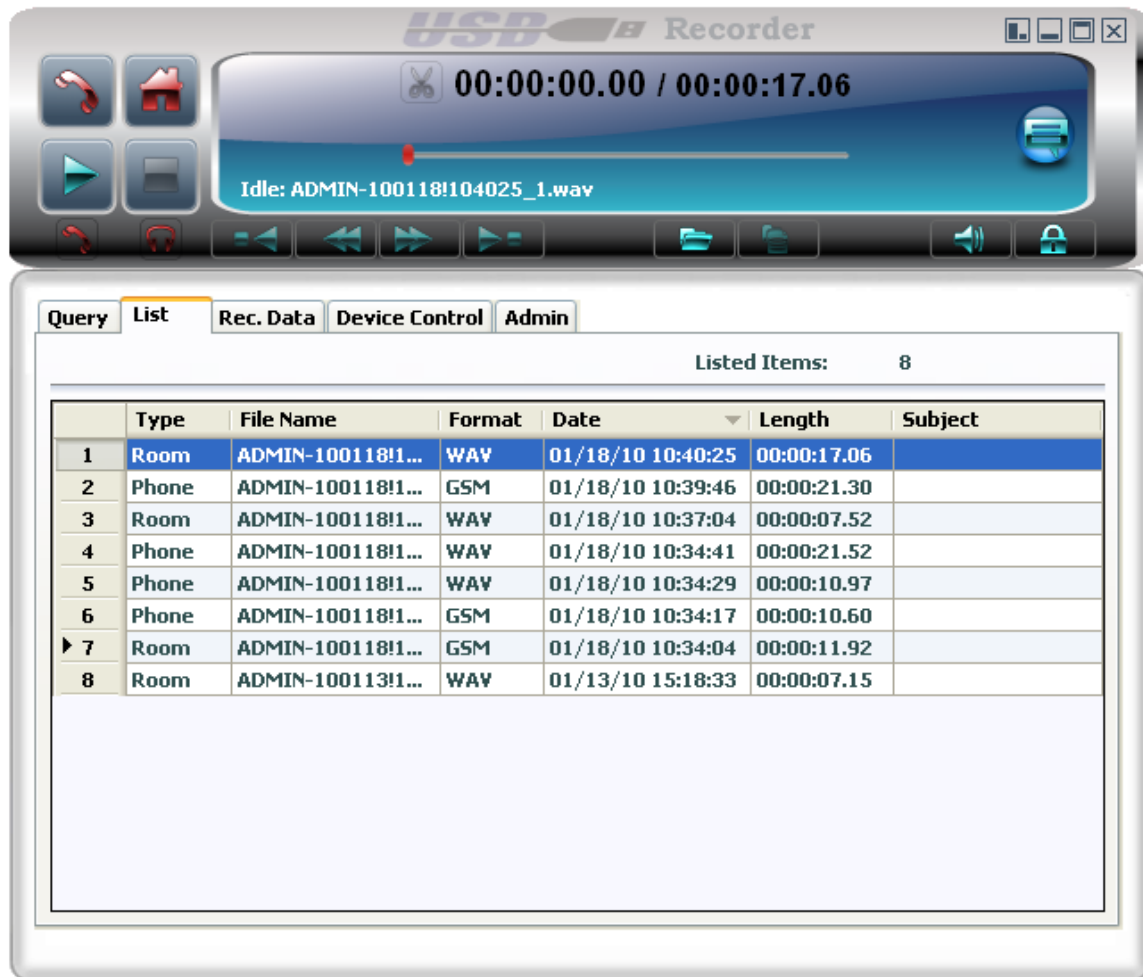 USB Recorder
00:00:00.00 / 00:00:17.06
Idle: ADMIN-100118!104025_1.wav
Query List Rec. Data Device Control Admin
Listed Items: 8
Type File Name Format Date Length Subject
1 Room ADMIN-100118!1... WAV 01/18/10 10:40:25 00:00:17.06
2 Phone ADMIN-100118!1... GSM 01/18/10 10:39:46 00:00:21.30
3 Room ADMIN-100118!1... WAV 01/18/10 10:37:04 00:00:07.52
4 Phone ADMIN-100118!1... WAV 01/18/10 10:34:41 00:00:21.52
5 Phone ADMIN-100118!1... WAV 01/18/10 10:34:29 00:00:10.97
6 Phone ADMIN-100118!1... GSM 01/18/10 10:34:17 00:00:10.60
7 Room ADMIN-100118!1... GSM 01/18/10 10:34:04 00:00:11.92
8 Room ADMIN-100113!1... WAV 01/13/10 15:18:33 00:00:07.15